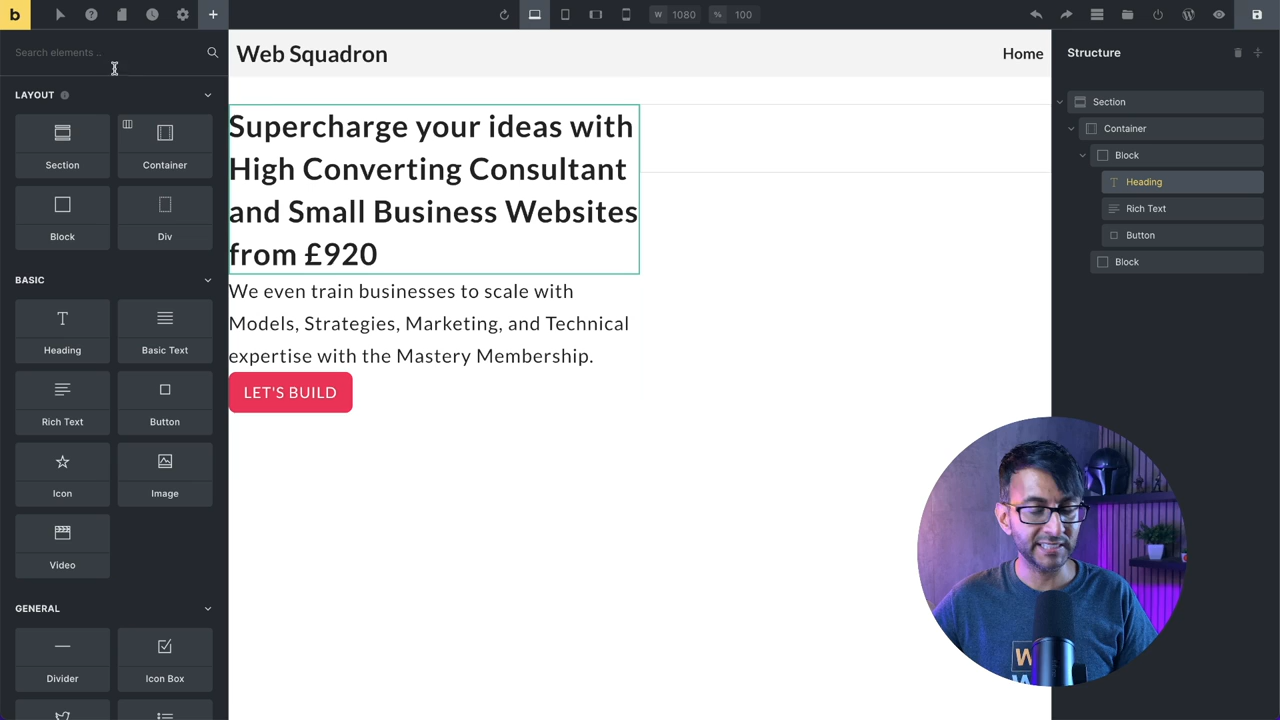 b
W 1080 % 100
Search elements ..
LAYOUT
Section
Container
Block
Div
BASIC
Heading
Basic Text
Rich Text
Button
Icon
Image
Video
GENERAL
Divider
Icon Box
Web Squadron
Home
Supercharge your ideas with
High Converting Consultant
and Small Business Websites
from £920
We even train businesses to scale with
Models, Strategies, Marketing, and Technical
expertise with the Mastery Membership.
LET'S BUILD
Structure
Section
Container
Block
Heading
Rich Text
Button
Block